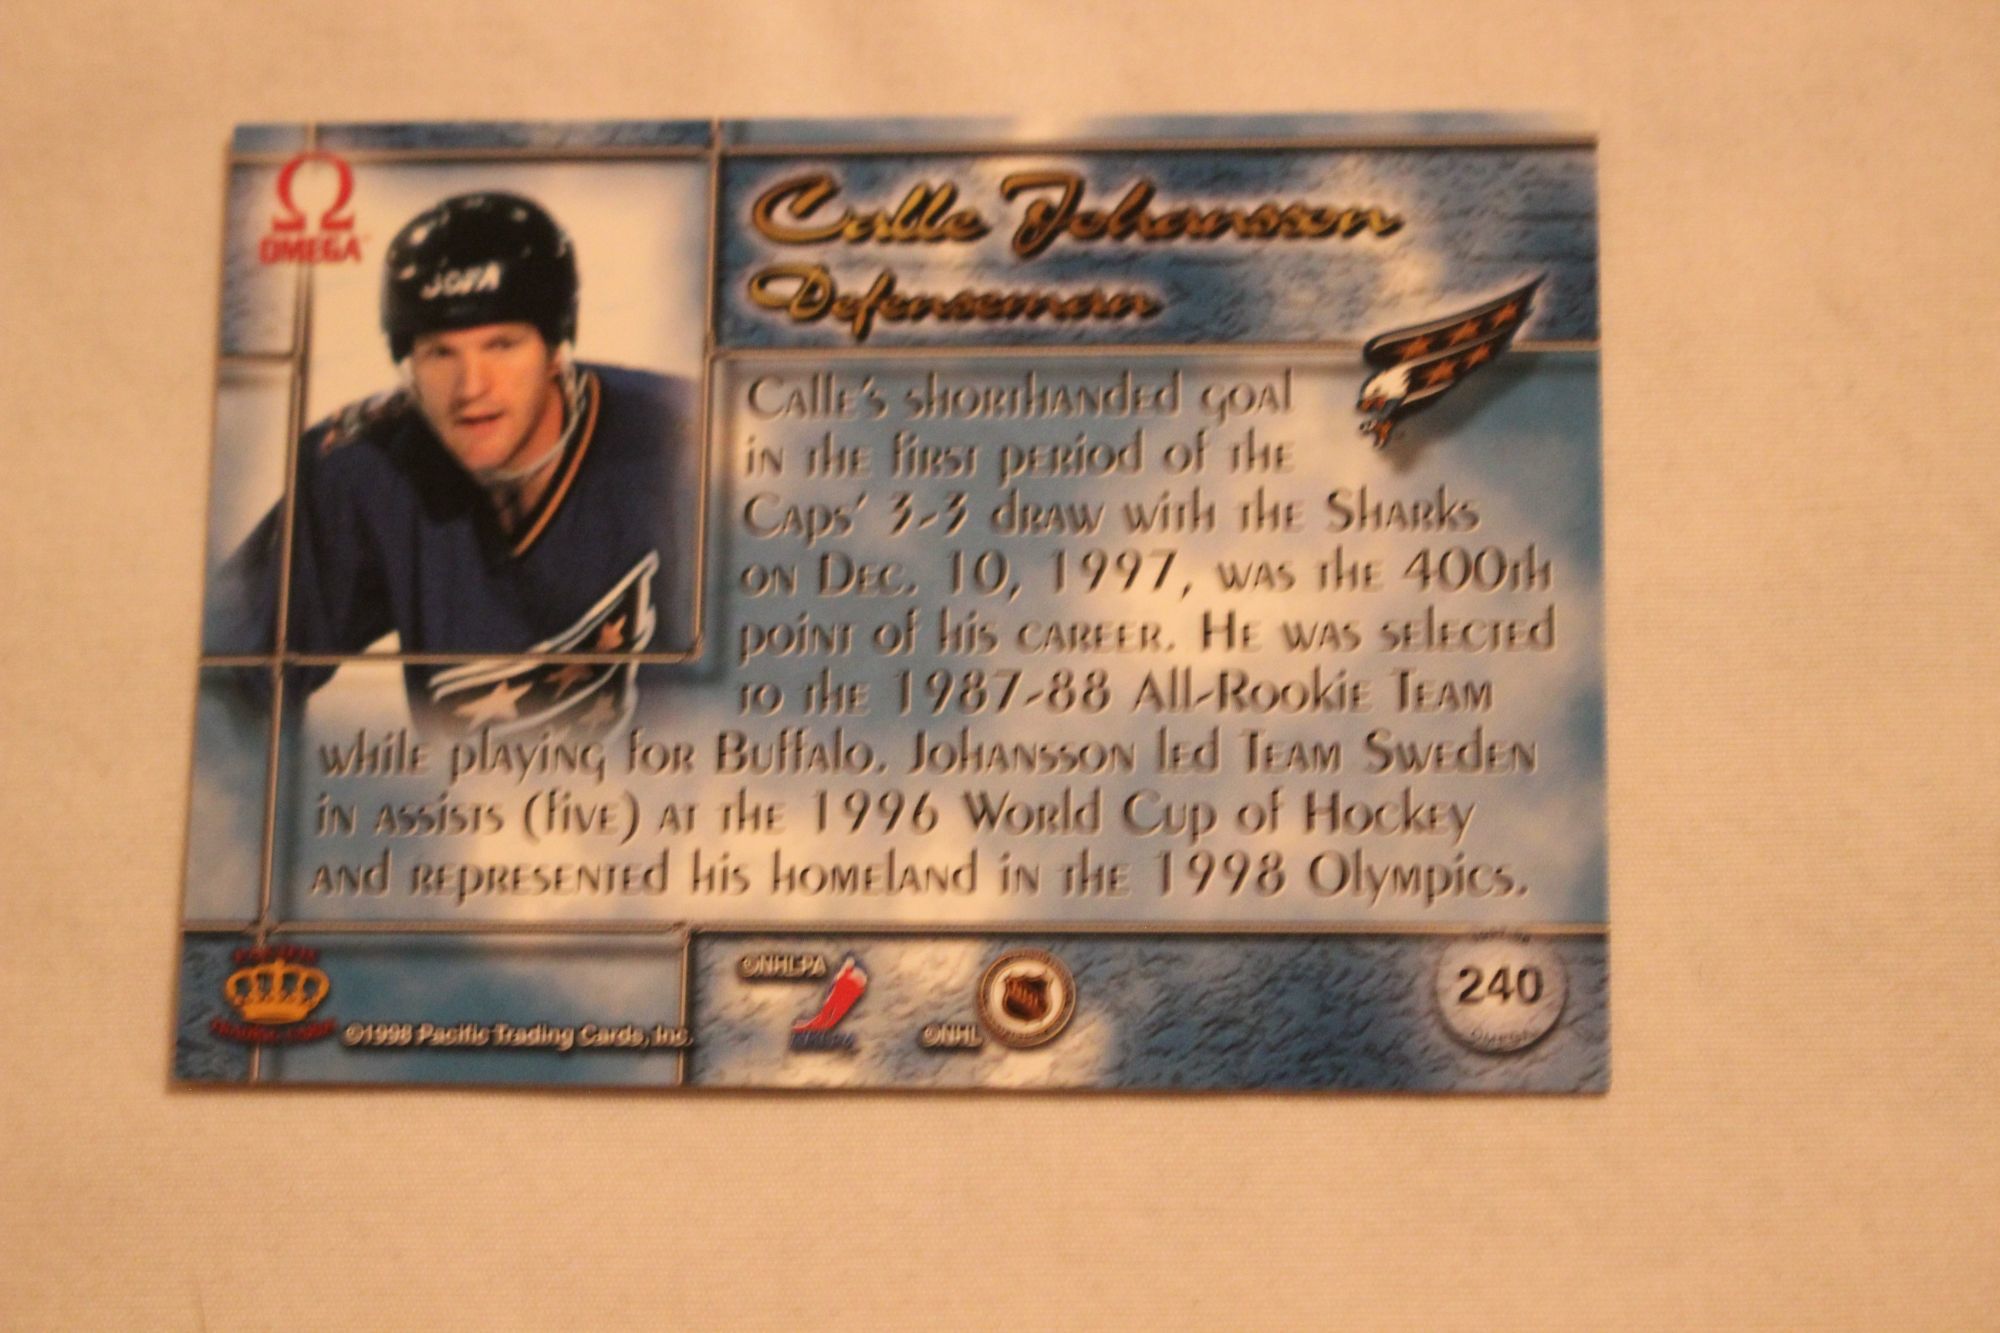 OMEGA
JOFA
Calle Johansson
Defenseman
Calle's shorthanded goal
in the first period of the
Caps' 3-3 draw with the Sharks
on Dec. 10, 1997, was the 400th
point of his career. He was selected
to the 1987-88 All-Rookie Team
while playing for Buffalo. Johansson led Team Sweden
in assists (five) at the 1996 World Cup of Hockey
and represented his homeland in the 1998 Olympics.
©1998 Pacific Trading Cards, Inc.
©NHLPA
©NHL
240